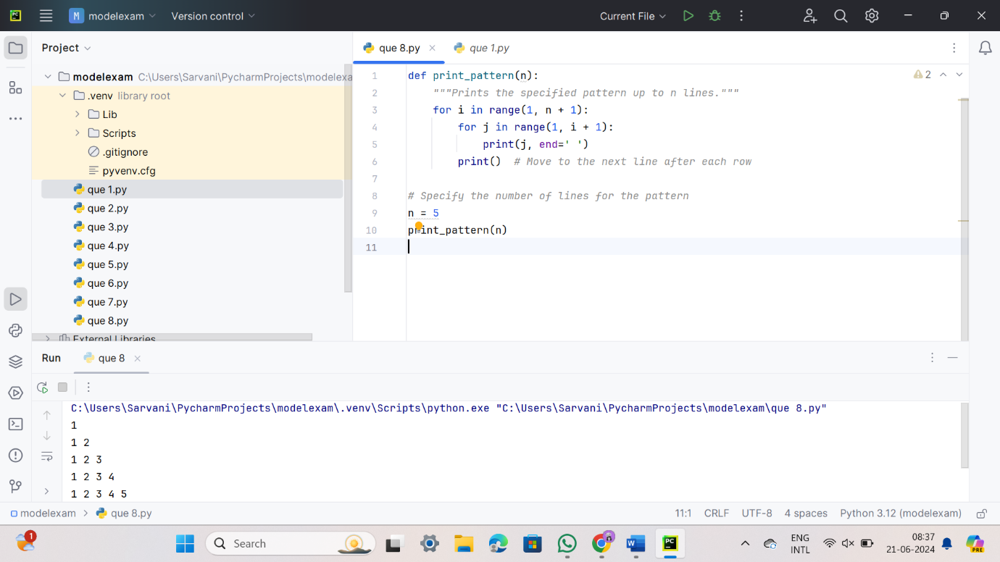 PC M modelexam Version control Current File
Project
modelexam C:\Users\Sarvani\PycharmProjects\modelexa
.venv library root
Lib
Scripts
.gitignore
pyvenv.cfg
que 1.py
que 2.py
que 3.py
que 4.py
que 5.py
que 6.py
que 7.py
que 8.py
External Libraries
que 8.py que 1.py
2
1 def print_pattern(n):
2 """Prints the specified pattern up to n lines."""
3 for i in range(1, n + 1):
4 for j in range(1, i + 1):
5 print(j, end=' ')
6 print() # Move to the next line after each row
7
8 # Specify the number of lines for the pattern
9 n = 5
10 print_pattern(n)
11
Run que 8
C:\Users\Sarvani\PycharmProjects\modelexam\.venv\Scripts\python.exe "C:\Users\Sarvani\PycharmProjects\modelexam\que 8.py"
1
1 2
1 2 3
1 2 3 4
1 2 3 4 5
modelexam > que 8.py 11:1 CRLF UTF-8 4 spaces Python 3.12 (modelexam)
1 Search W PC ENG 08:37 PRE
INTL 21-06-2024